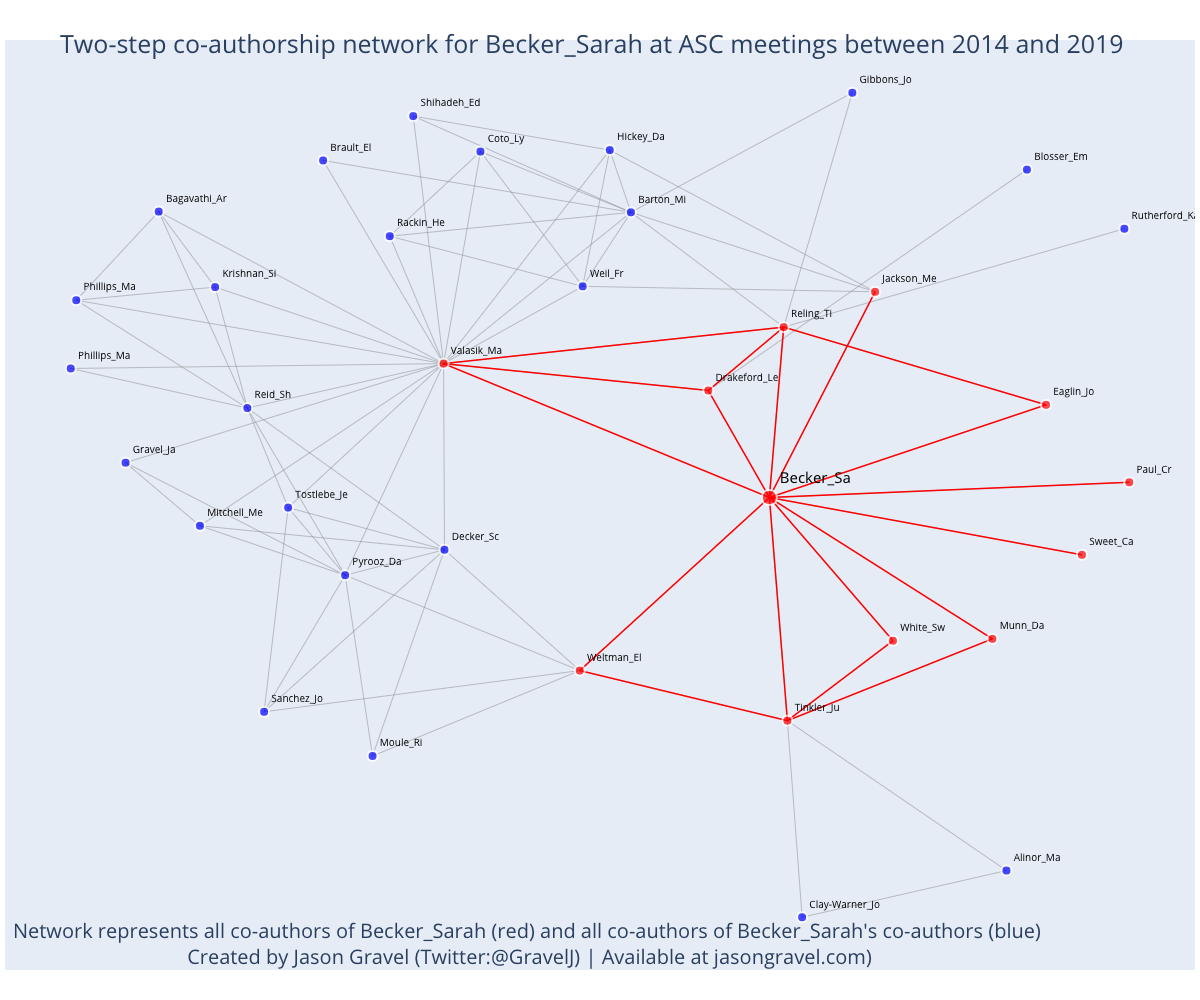 Two-step co-authorship network for Becker_Sarah at ASC meetings between 2014 and 2019
Gibbons_Jo
Shihadeh_Ed
Coto_Ly
Hickey_Da
Brault_El
Blosser_Em
Bagavathi_Ar
Barton_Mi
Rackin_He
Rutherford_Ka
Krishnan_Si
Weil_Fr
Jackson_Me
Phillips_Ma
Reling_Ti
Valasik_Ma
Phillips_Ma
Drakeford_Le
Reid_Sh
Eaglin_Jo
Gravel_Ja
Paul_Cr
Becker_Sa
Tostlebe_Je
Mitchell_Me
Decker_Sc
Sweet_Ca
Pyrooz_Da
White_Sw
Munn_Da
Weltman_El
Sanchez_Jo
Tinkler_Ju
Moule_Ri
Alinor_Ma
Clay-Warner_Jo
Network represents all co-authors of Becker_Sarah (red) and all co-authors of Becker_Sarah's co-authors (blue)
Created by Jason Gravel (Twitter:@GravelJ) | Available at jasongravel.com)